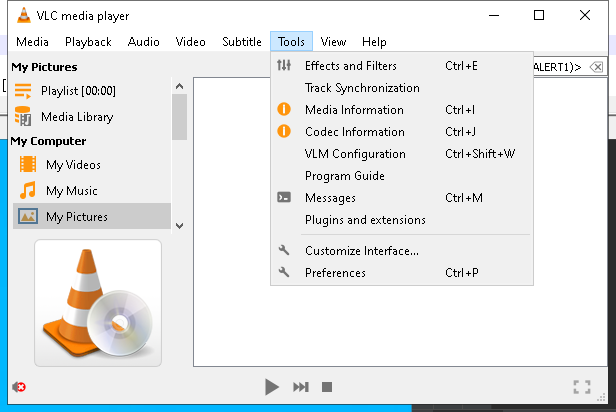 VLC media player
Media Playback Audio Video Subtitle Tools View Help
My Pictures
Playlist [00:00]
Media Library
My Computer
My Videos
My Music
My Pictures
Effects and Filters Ctrl+E
Track Synchronization
Media Information Ctrl+I
Codec Information Ctrl+J
VLM Configuration Ctrl+Shift+W
Program Guide
Messages Ctrl+M
Plugins and extensions
Customize Interface...
Preferences Ctrl+P
ALERT1)>